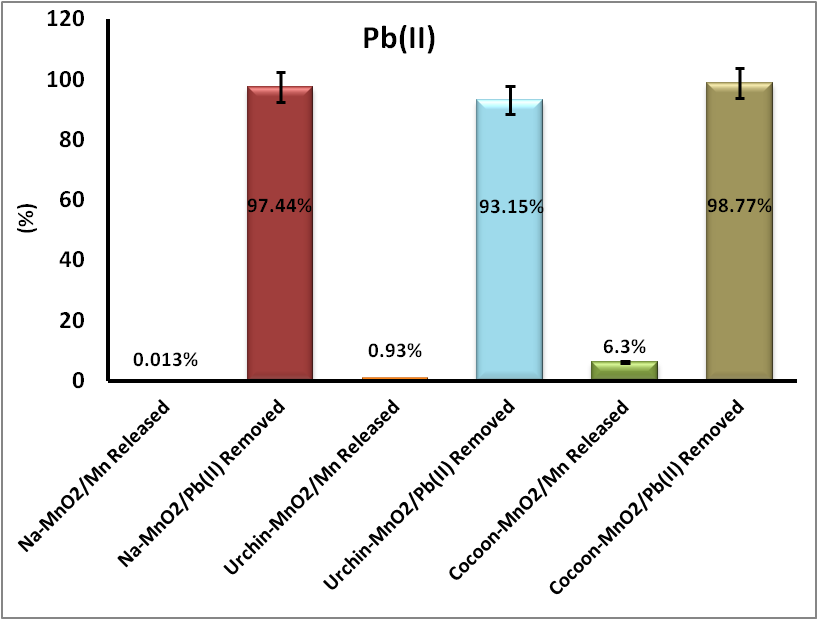 Pb(II)
120
100
80
60
40
20
0
(%)
0.013%
97.44%
0.93%
93.15%
6.3%
98.77%
Na-MnO2/Mn Released
Na-MnO2/Pb(II) Removed
Urchin-MnO2/Mn Released
Urchin-MnO2/Pb(II) Removed
Cocoon-MnO2/Mn Released
Cocoon-MnO2/Pb(II) Removed